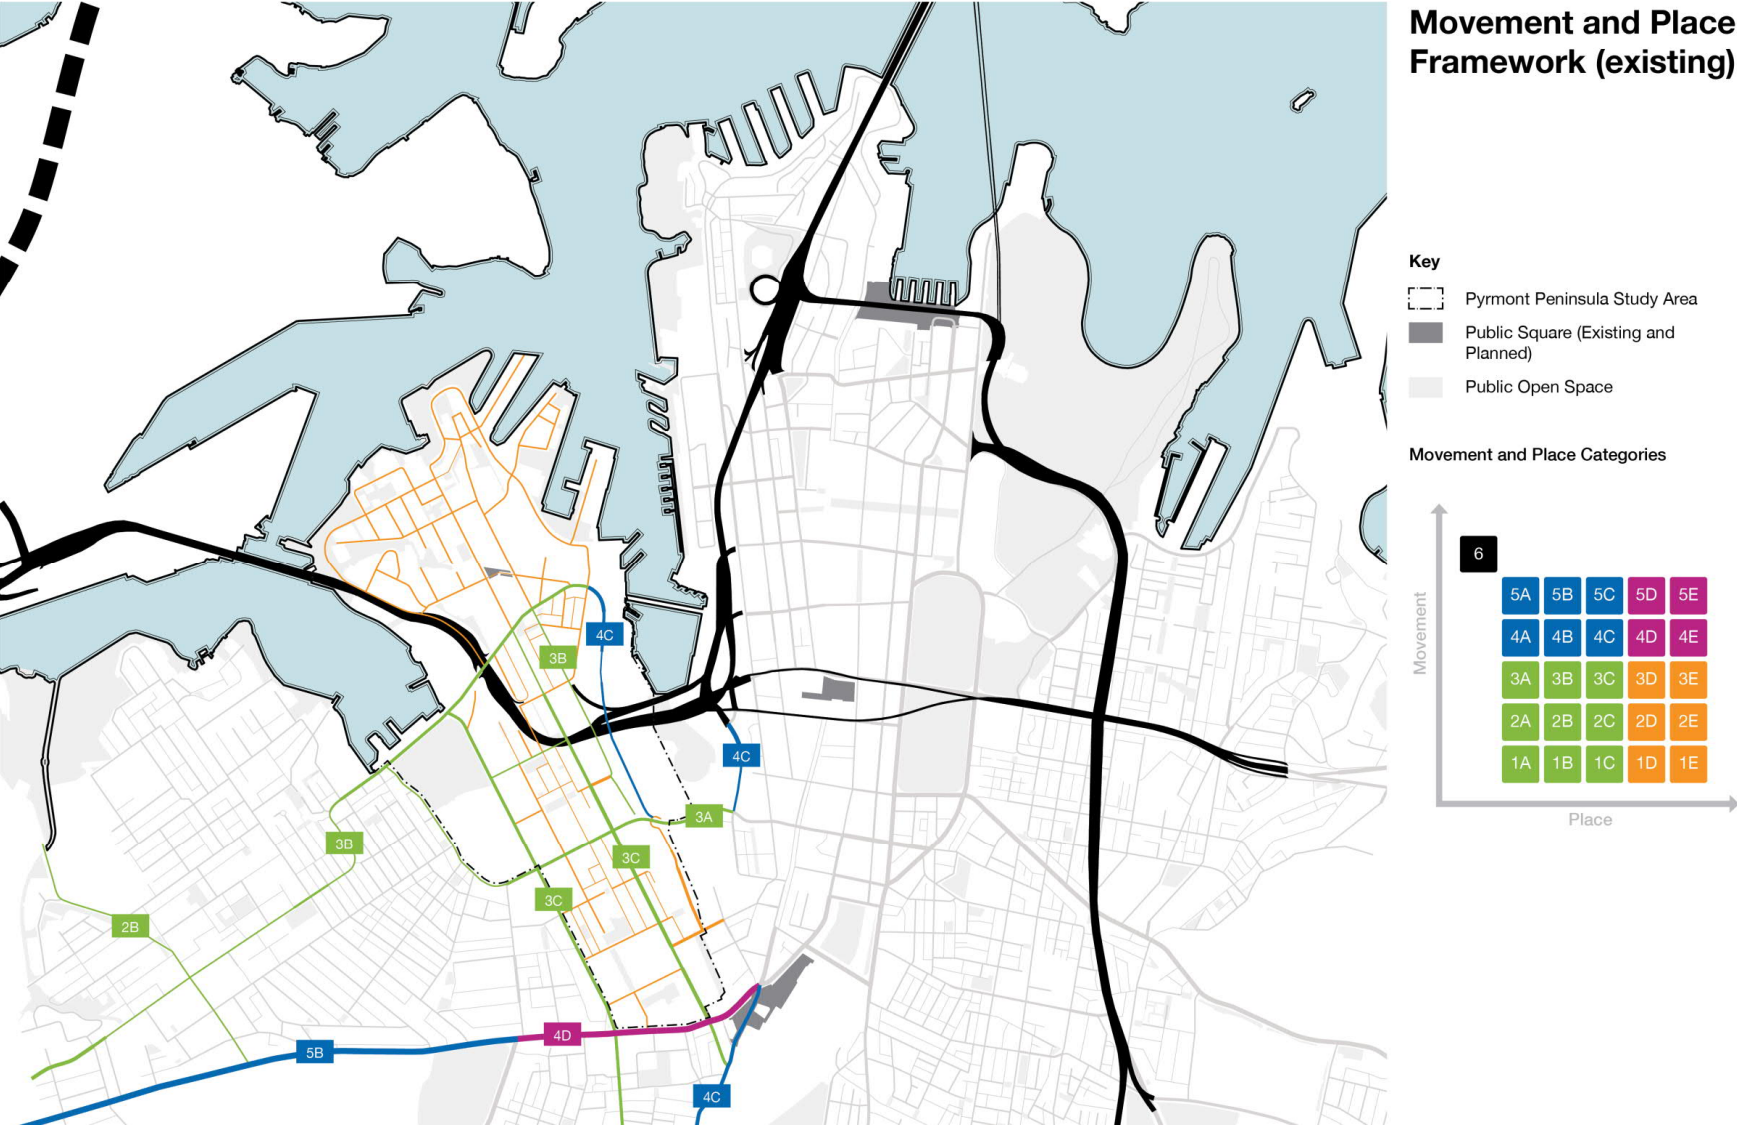 Movement and Place
Framework (existing)
Key
Pyrmont Peninsula Study Area
Public Square (Existing and
Planned)
Public Open Space
Movement and Place Categories
Movement
6
5A 5B 5C 5D 5E
4A 4B 4C 4D 4E
3A 3B 3C 3D 3E
2A 2B 2C 2D 2E
1A 1B 1C 1D 1E
Place
4C
3B
4C
3A
3B
3C
3C
2B
4D
5B
4C